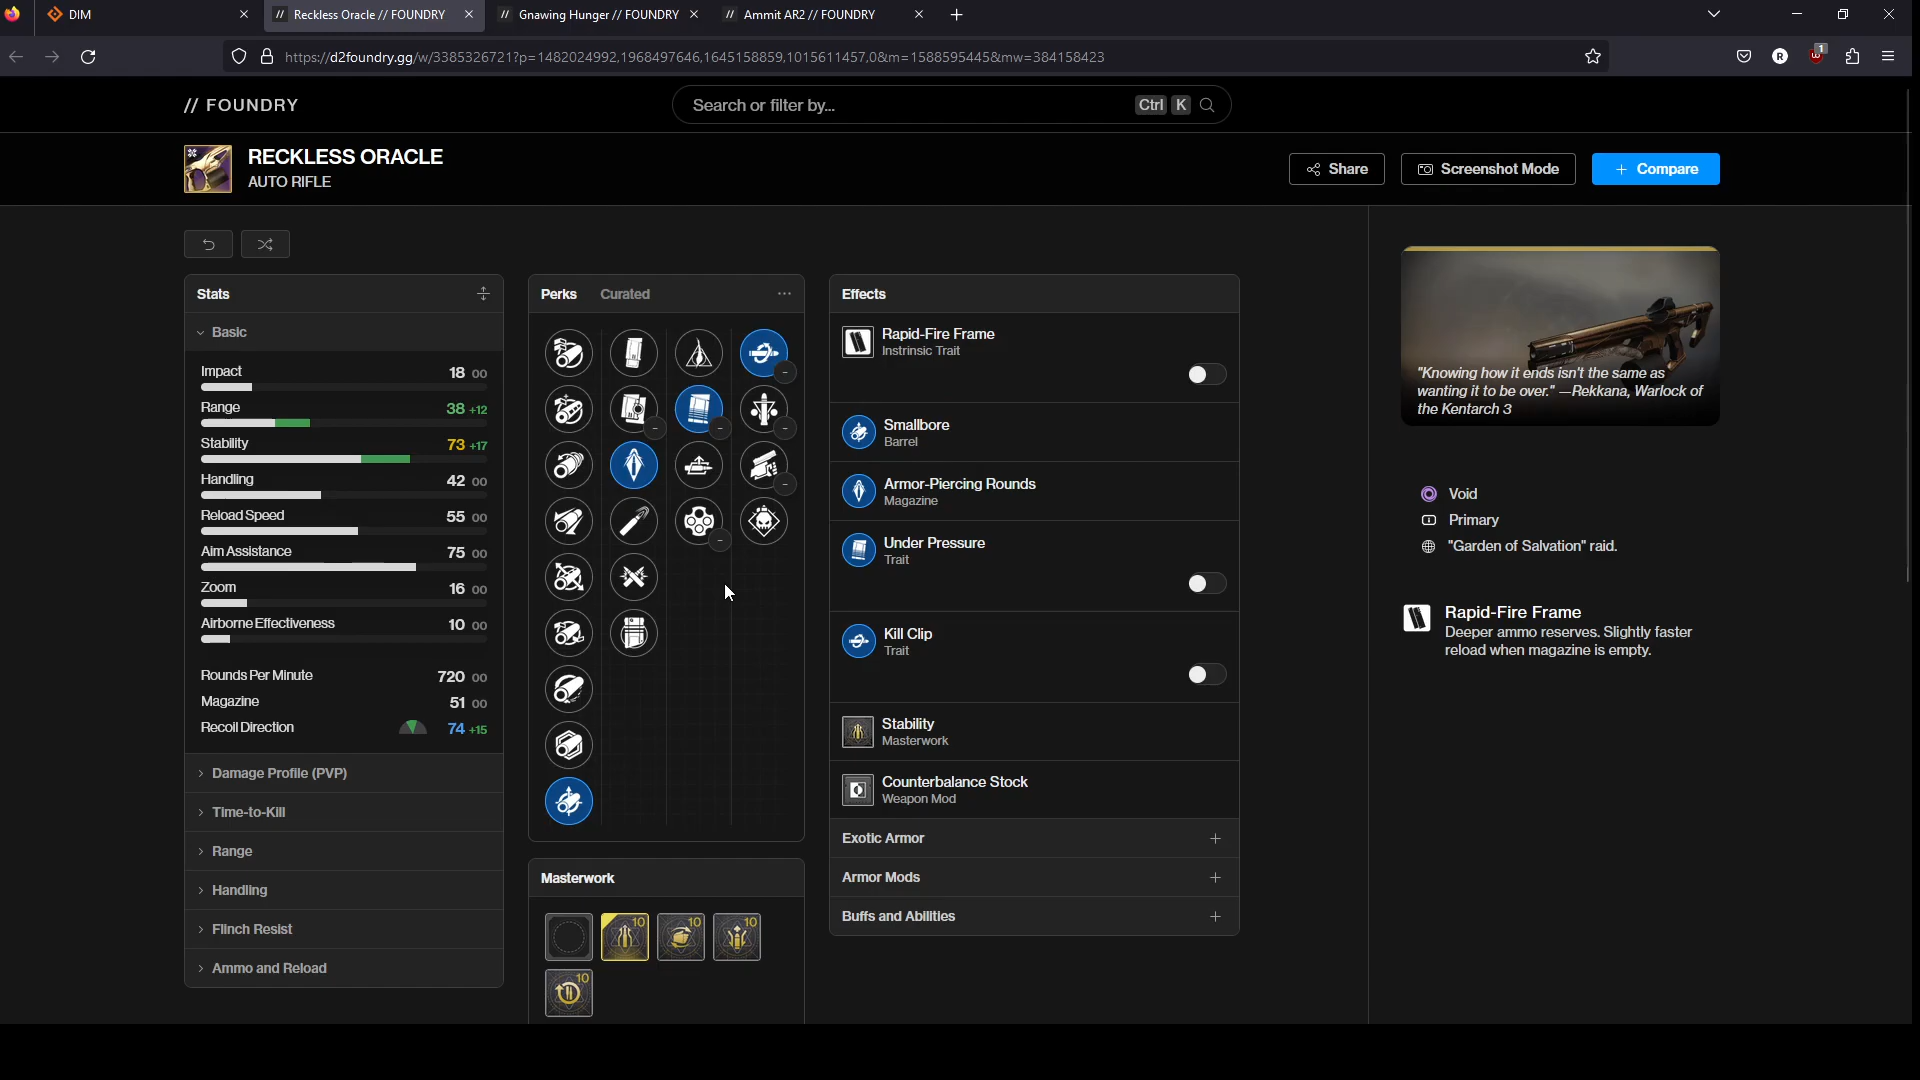 DIM
// Reckless Oracle // FOUNDRY
// Gnawing Hunger // FOUNDRY
// Ammit AR2 // FOUNDRY
https://d2foundry.gg/w/3385326721?p=1482024992,1968497646,1645158859,1015611457,0&m=1588595445&mw=384158423
R
1
// FOUNDRY
Search or filter by...
Ctrl K
RECKLESS ORACLE
AUTO RIFLE
Share
Screenshot Mode
+ Compare
Stats
Basic
Impact 18 00
Range 38 +12
Stability 73 +17
Handling 42 00
Reload Speed 55 00
Aim Assistance 75 00
Zoom 16 00
Airborne Effectiveness 10 00
Rounds Per Minute 720 00
Magazine 51 00
Recoil Direction 74 +15
Damage Profile (PVP)
Time-to-Kill
Range
Handling
Flinch Resist
Ammo and Reload
Perks Curated ...
Masterwork
10 10 10
10
Effects
Rapid-Fire Frame
Instrinsic Trait
Smallbore
Barrel
Armor-Piercing Rounds
Magazine
Under Pressure
Trait
Kill Clip
Trait
Stability
Masterwork
Counterbalance Stock
Weapon Mod
Exotic Armor +
Armor Mods +
Buffs and Abilities +
"Knowing how it ends isn't the same as
wanting it to be over." —Rekkana, Warlock of
the Kentarch 3
Void
Primary
"Garden of Salvation" raid.
Rapid-Fire Frame
Deeper ammo reserves. Slightly faster
reload when magazine is empty.